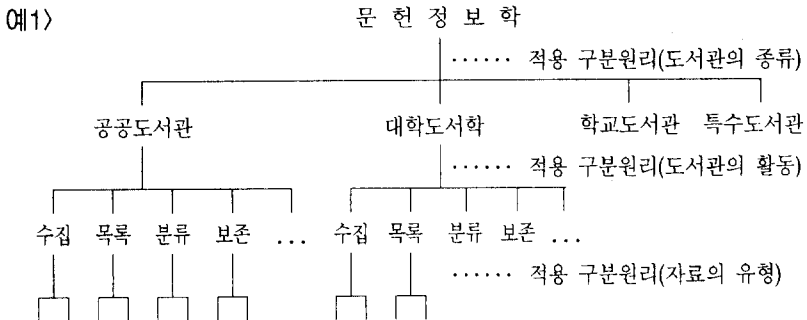 예1>
문 헌 정 보 학
…… 적용 구분원리(도서관의 종류)
공공도서관 대학도서학 학교도서관 특수도서관
…… 적용 구분원리(도서관의 활동)
수집 목록 분류 보존 ... 수집 목록 분류 보존 ...
…… 적용 구분원리(자료의 유형)